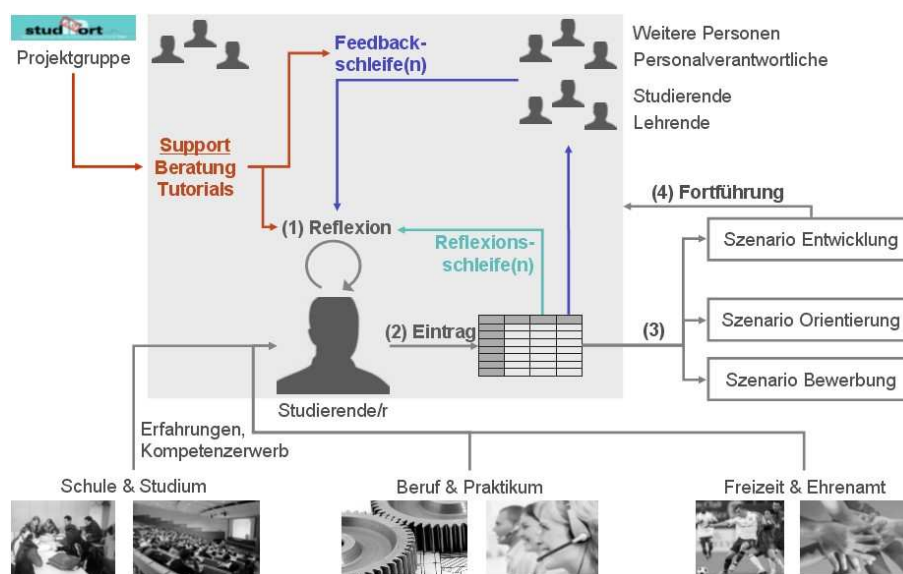 Projektgruppe
Feedback-
schleife(n)
Weitere Personen
Personalverantwortliche
Studierende
Lehrende
Support
Beratung
Tutorials
(1) Reflexion
Reflexions-
schleife(n)
(4) Fortführung
Szenario Entwicklung
(2) Eintrag
(3)
Szenario Orientierung
Szenario Bewerbung
Studierende/r
Erfahrungen,
Kompetenzerwerb
Schule & Studium
Beruf & Praktikum
Freizeit & Ehrenamt